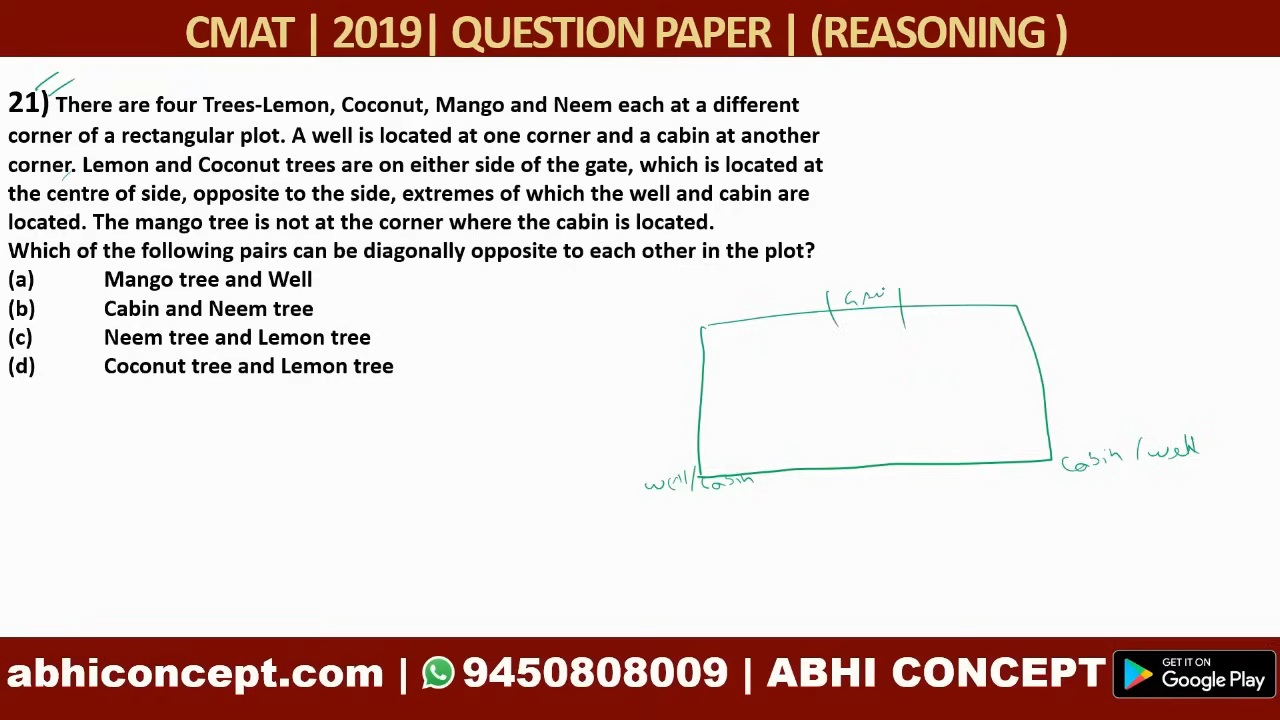 CMAT | 2019| QUESTION PAPER | (REASONING )
21) There are four Trees-Lemon, Coconut, Mango and Neem each at a different
corner of a rectangular plot. A well is located at one corner and a cabin at another
corner. Lemon and Coconut trees are on either side of the gate, which is located at
the centre of side, opposite to the side, extremes of which the well and cabin are
located. The mango tree is not at the corner where the cabin is located.
Which of the following pairs can be diagonally opposite to each other in the plot?
(a) Mango tree and Well
(b) Cabin and Neem tree
(c) Neem tree and Lemon tree
(d) Coconut tree and Lemon tree
Cabin / well
well/Cabin
abhiconcept.com | 9450808009 | ABHI CONCEPT
GET IT ON
Google Play